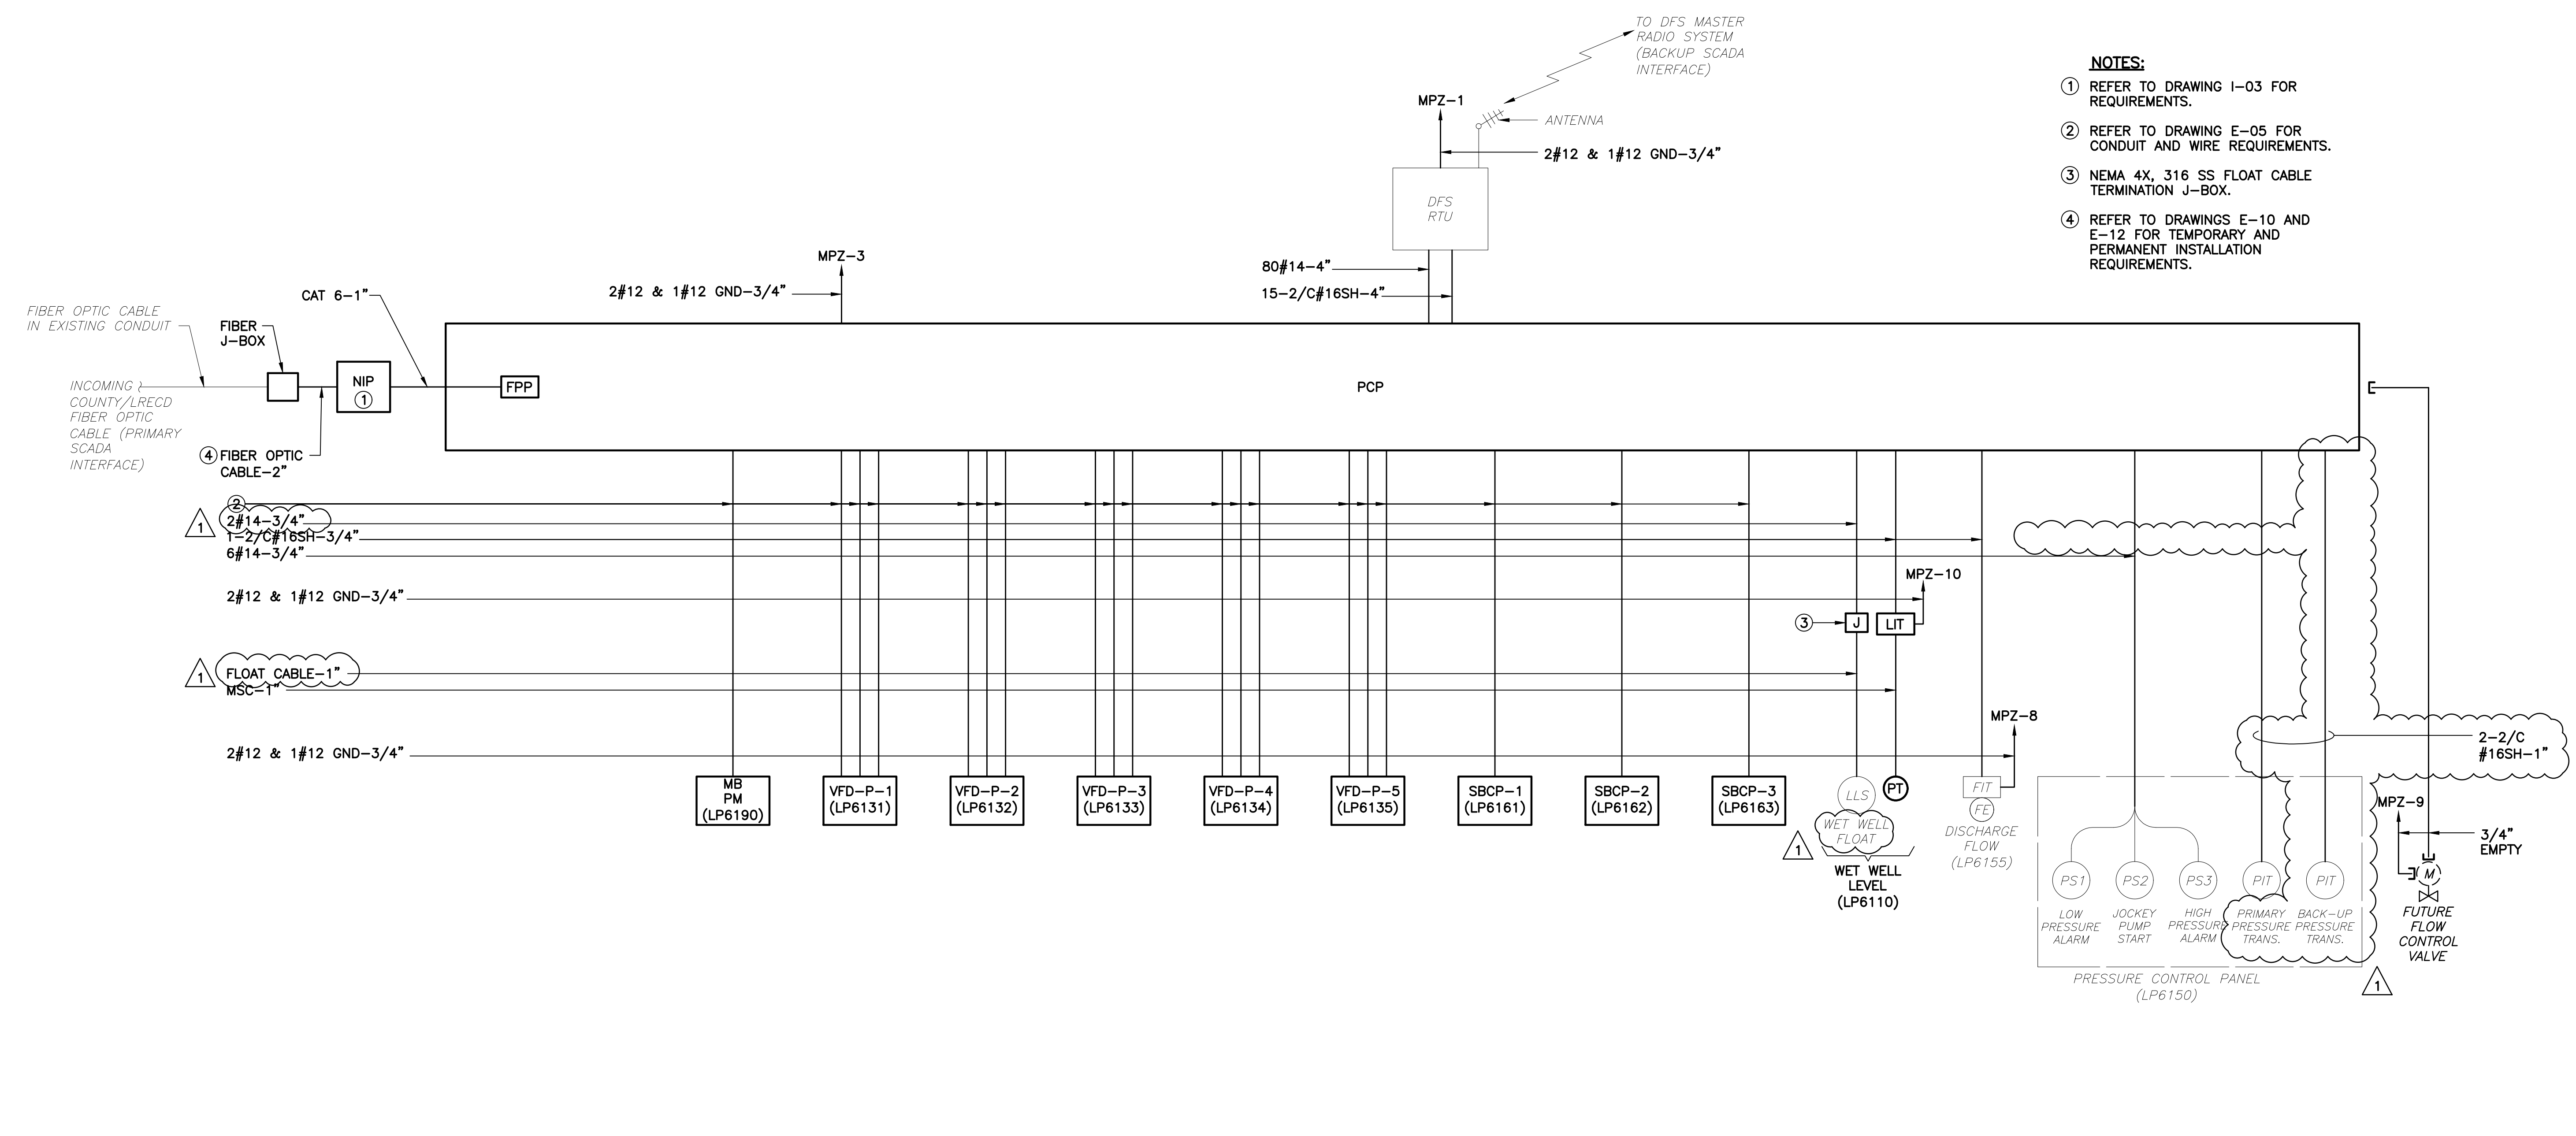 TO DFS MASTER
RADIO SYSTEM
(BACKUP SCADA
INTERFACE)
MPZ-1
ANTENNA
2#12 & 1#12 GND-3/4"
DFS
RTU
80#14-4"
15-2/C#16SH-4"
NOTES:
1 REFER TO DRAWING I-03 FOR
REQUIREMENTS.
2 REFER TO DRAWING E-05 FOR
CONDUIT AND WIRE REQUIREMENTS.
3 NEMA 4X, 316 SS FLOAT CABLE
TERMINATION J-BOX.
4 REFER TO DRAWINGS E-10 AND
E-12 FOR TEMPORARY AND
PERMANENT INSTALLATION
REQUIREMENTS.
MPZ-3
2#12 & 1#12 GND-3/4"
CAT 6-1"
FIBER OPTIC CABLE
IN EXISTING CONDUIT
FIBER
J-BOX
INCOMING
COUNTY/LRECD
FIBER OPTIC
CABLE (PRIMARY
SCADA
INTERFACE)
NIP
1
FPP
PCP
4 FIBER OPTIC
CABLE-2"
2
1
2#14-3/4"
1-2/C#16SH-3/4"
6#14-3/4"
2#12 & 1#12 GND-3/4"
MPZ-10
3
J
LIT
1
FLOAT CABLE-1"
MSC-1"
MPZ-8
2#12 & 1#12 GND-3/4"
2-2/C
#16SH-1"
MB
PM
(LP6190)
VFD-P-1
(LP6131)
VFD-P-2
(LP6132)
VFD-P-3
(LP6133)
VFD-P-4
(LP6134)
VFD-P-5
(LP6135)
SBCP-1
(LP6161)
SBCP-2
(LP6162)
SBCP-3
(LP6163)
LLS
WET WELL
FLOAT
1
PT
WET WELL
LEVEL
(LP6110)
FIT
FE
DISCHARGE
FLOW
(LP6155)
MPZ-9
3/4"
EMPTY
PS1
LOW
PRESSURE
ALARM
PS2
JOCKEY
PUMP
START
PS3
HIGH
PRESSURE
ALARM
PIT
PRIMARY
PRESSURE
TRANS.
PIT
BACK-UP
PRESSURE
TRANS.
M
FUTURE
FLOW
CONTROL
VALVE
PRESSURE CONTROL PANEL
(LP6150)
1